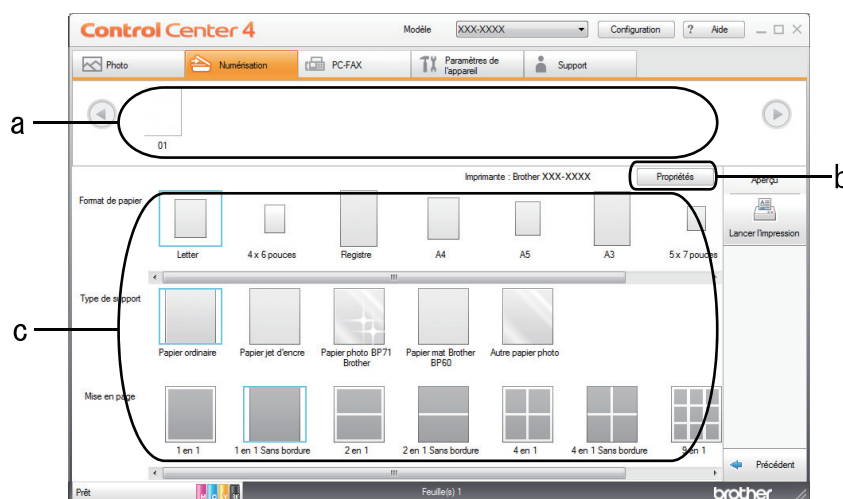 Control Center 4 Modèle XXX-XXXX Configuration ? Aide
Photo Numérisation PC-FAX Paramètres de l'appareil Support
a
01
Imprimante : Brother XXX-XXXX Propriétés Aperçu
b
Format de papier
Lancer l'impression
Letter 4 x 6 pouces Registre A4 A5 A3 5 x 7 pouces
Type de support
c
Papier ordinaire Papier jet d'encre Papier photo BP71 Brother Papier mat Brother BP60 Autre papier photo
Mise en page
1 en 1 1 en 1 Sans bordure 2 en 1 2 en 1 Sans bordure 4 en 1 4 en 1 Sans bordure 9 en 1
Précédent
Prêt M C Y BK Feuille(s) 1 brother